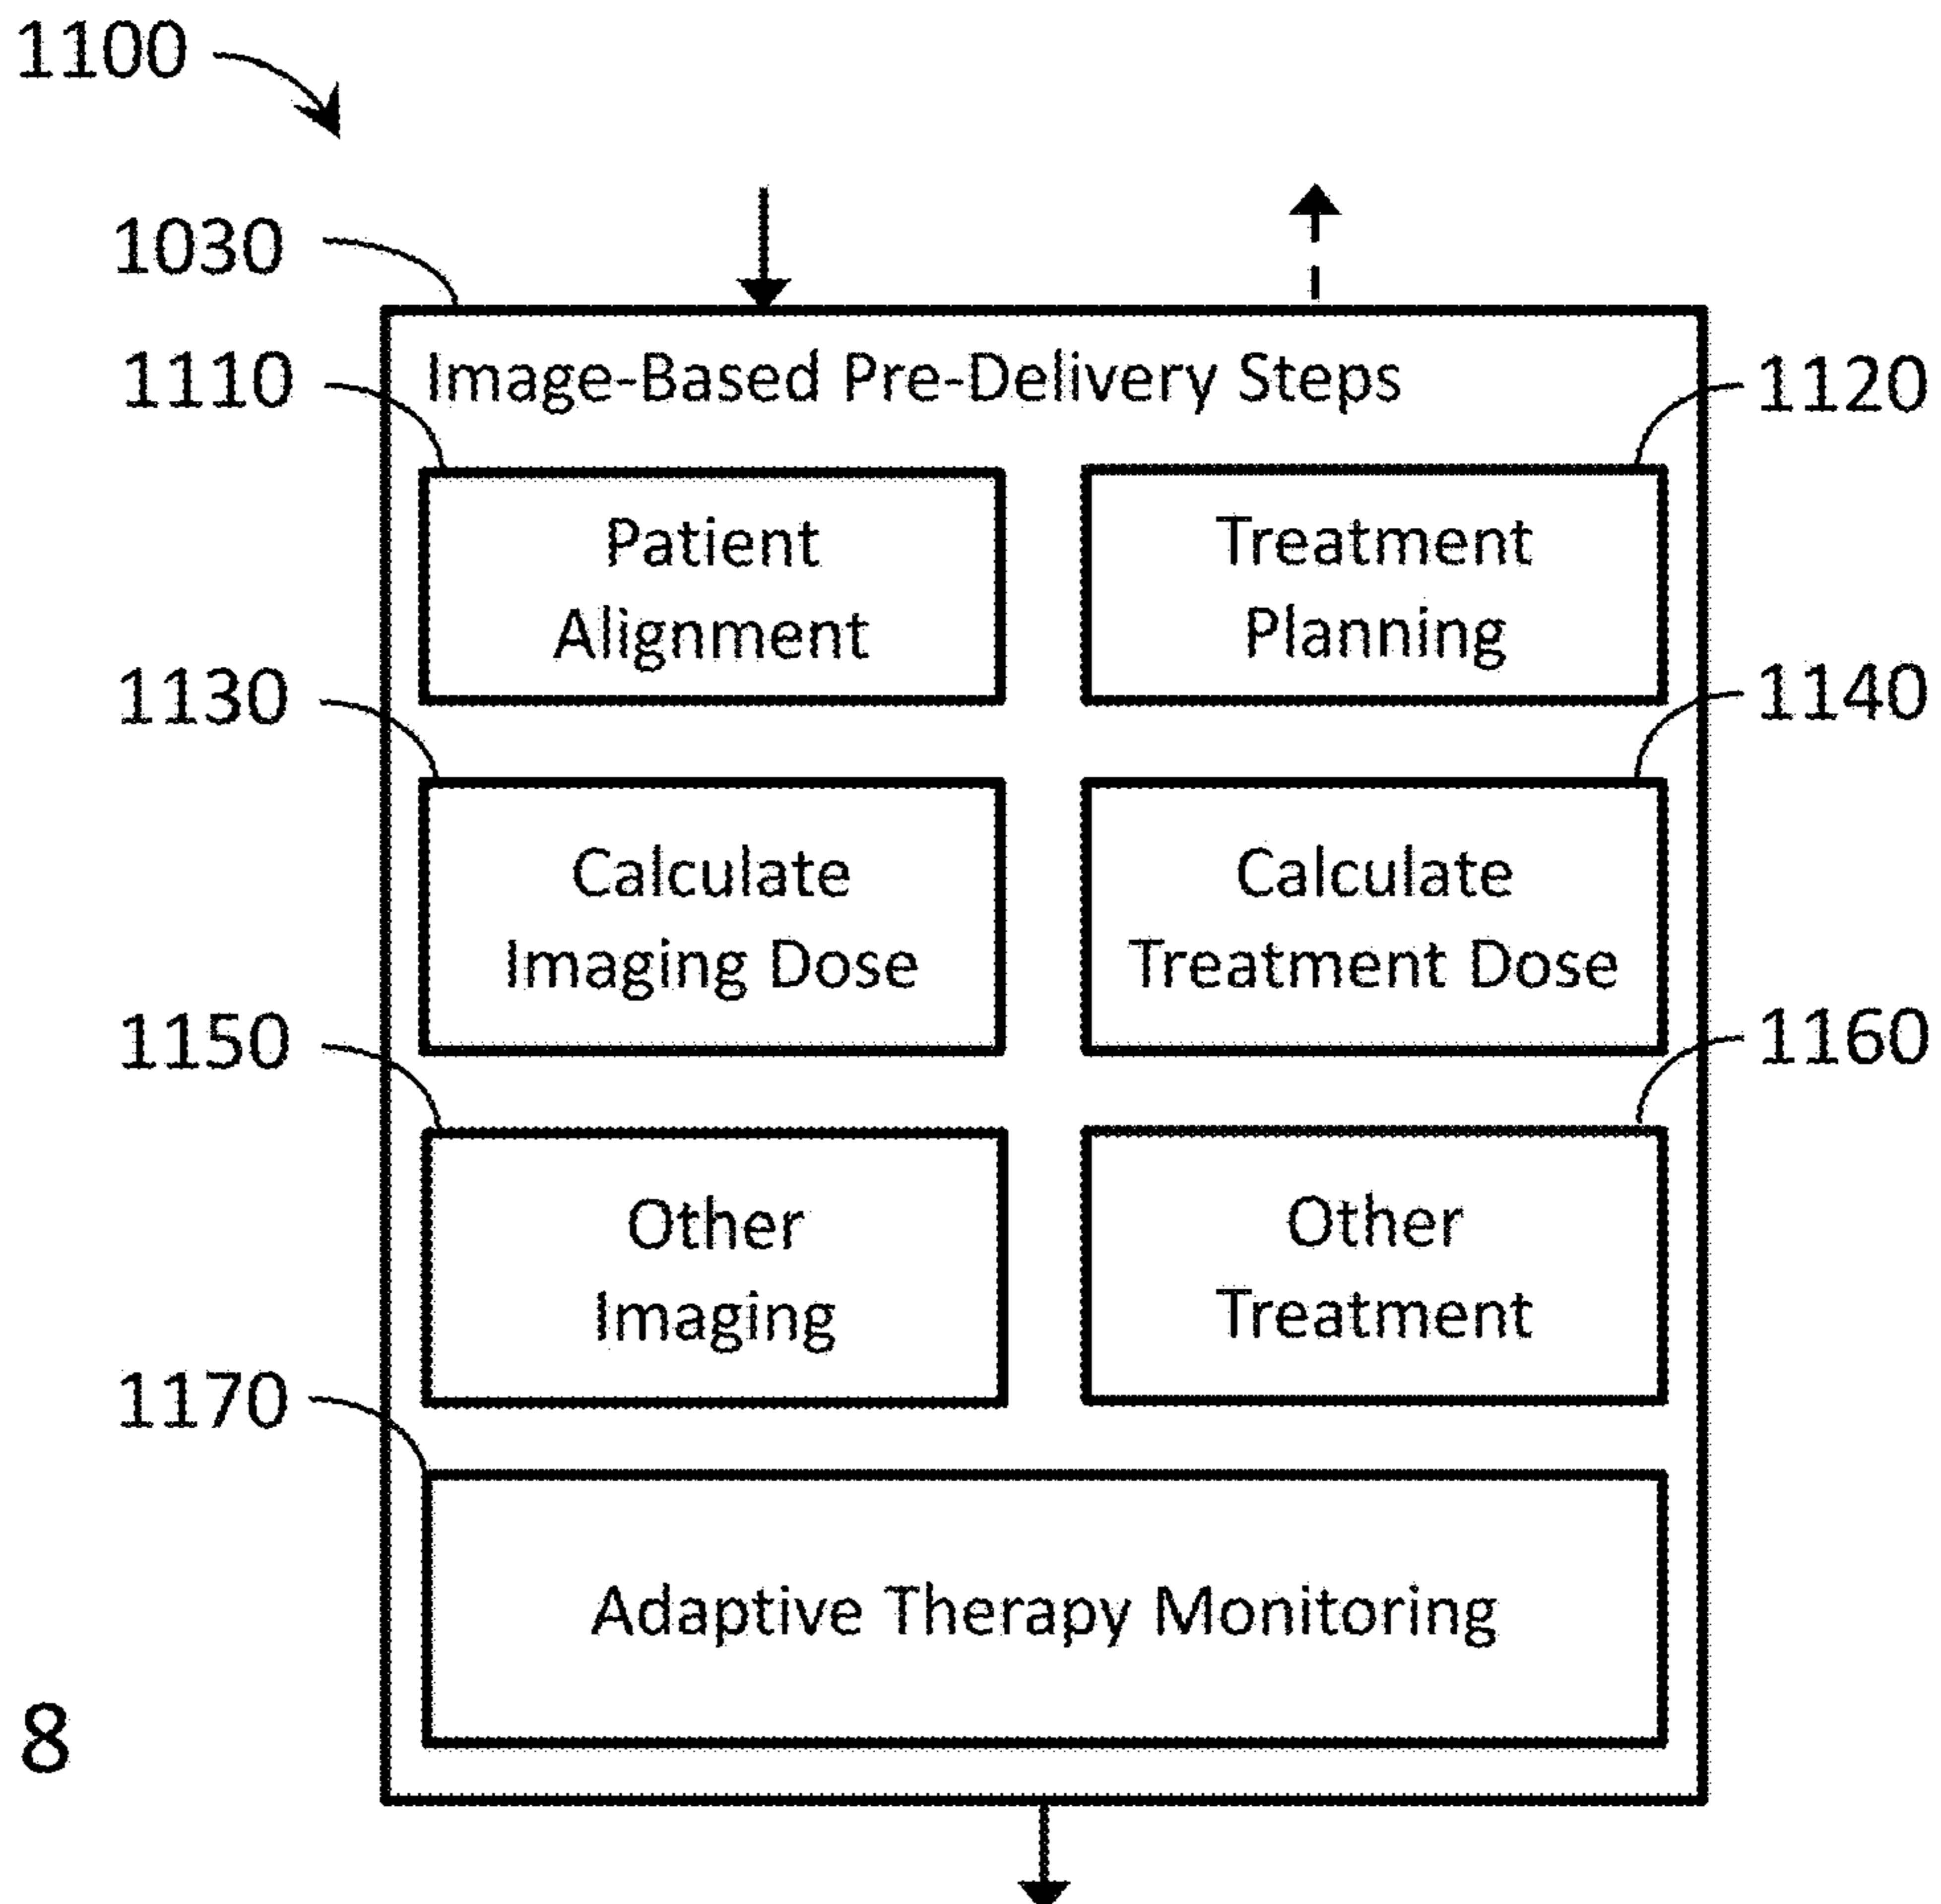 1100
1030
Image-Based Pre-Delivery Steps
1110
1120
Patient
Alignment
Treatment
Planning
1130
1140
Calculate
Imaging Dose
Calculate
Treatment Dose
1150
1160
Other
Imaging
Other
Treatment
1170
Adaptive Therapy Monitoring
8